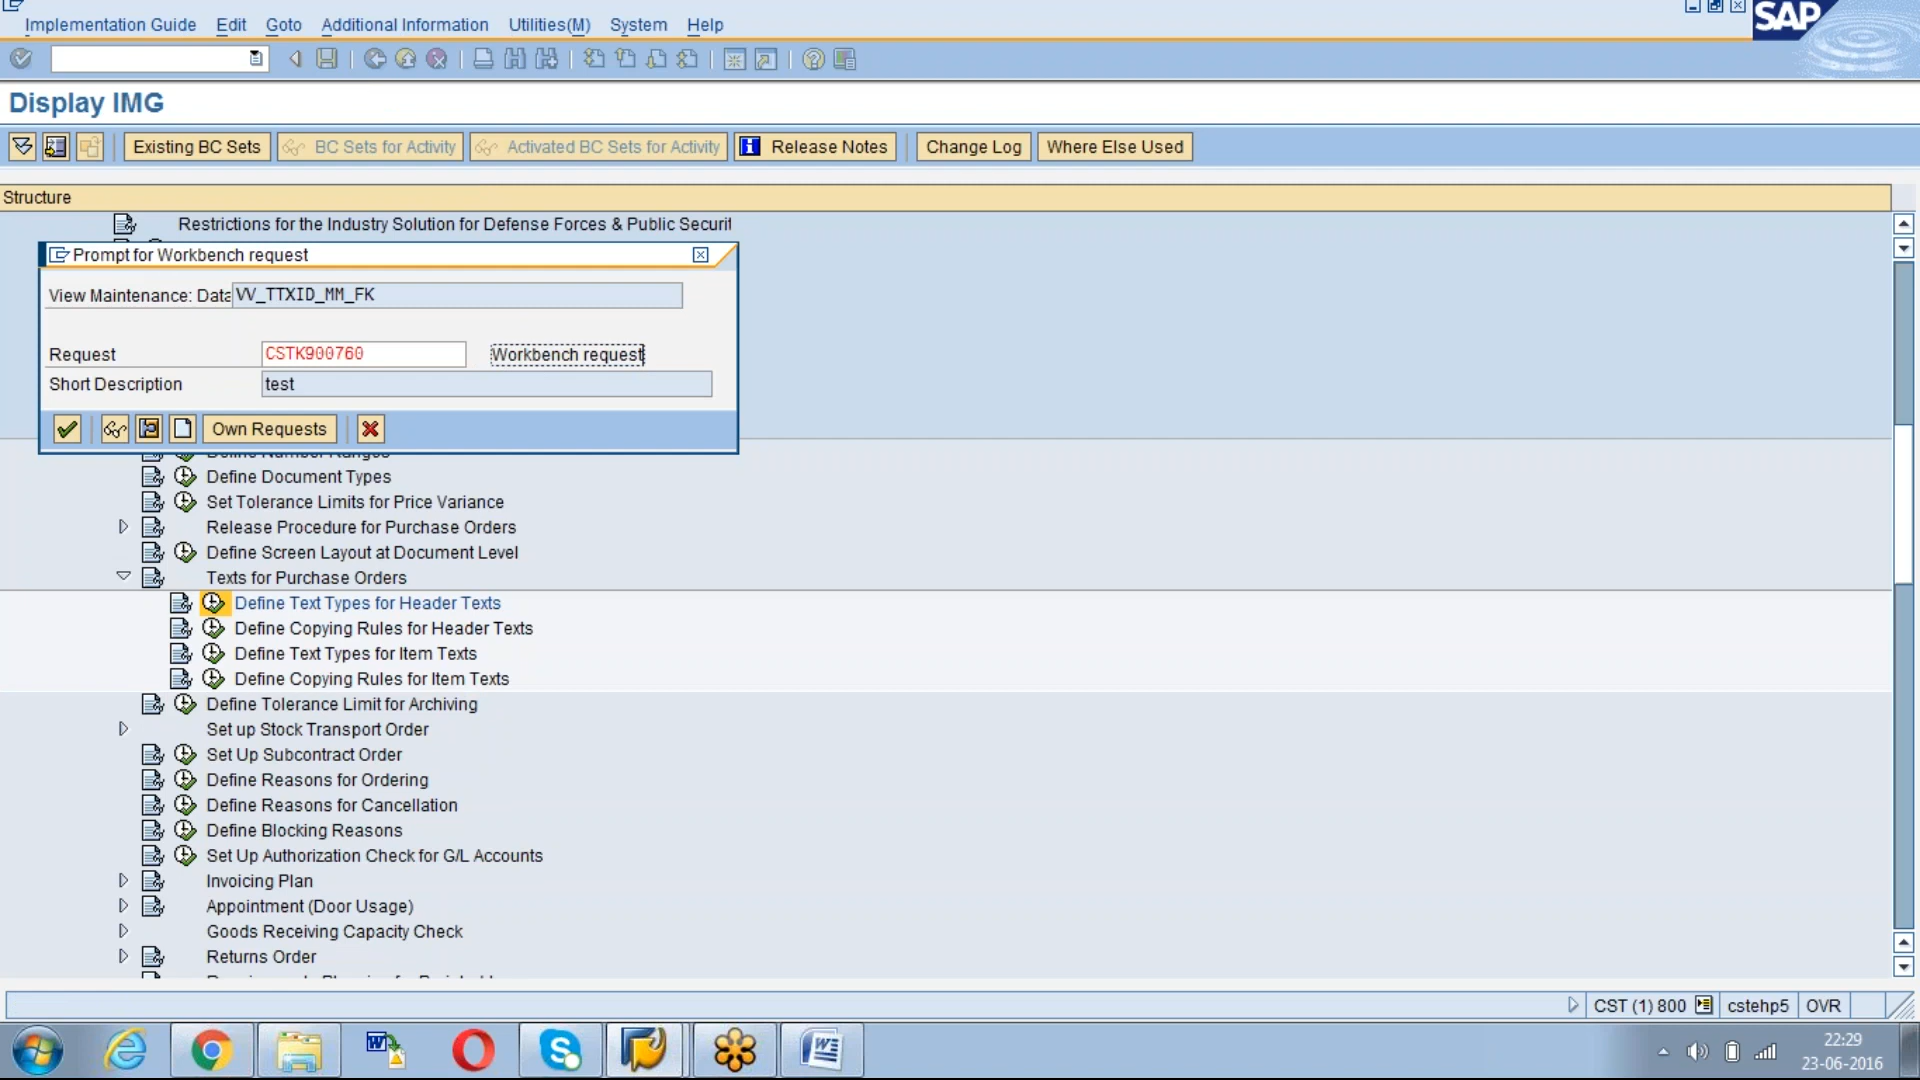 Implementation Guide Edit Goto Additional Information Utilities(M) System Help
SAP
Display IMG
Existing BC Sets BC Sets for Activity Activated BC Sets for Activity Release Notes Change Log Where Else Used
Structure
Restrictions for the Industry Solution for Defense Forces & Public Securit
Prompt for Workbench request
View Maintenance: Data VV_TTXID_MM_FK
Request CSTK900760 Workbench request
Short Description test
Own Requests
Define Number Ranges
Define Document Types
Set Tolerance Limits for Price Variance
Release Procedure for Purchase Orders
Define Screen Layout at Document Level
Texts for Purchase Orders
Define Text Types for Header Texts
Define Copying Rules for Header Texts
Define Text Types for Item Texts
Define Copying Rules for Item Texts
Define Tolerance Limit for Archiving
Set up Stock Transport Order
Set Up Subcontract Order
Define Reasons for Ordering
Define Reasons for Cancellation
Define Blocking Reasons
Set Up Authorization Check for G/L Accounts
Invoicing Plan
Appointment (Door Usage)
Goods Receiving Capacity Check
Returns Order
CST (1) 800 cstehp5 OVR
22:29
23-06-2016